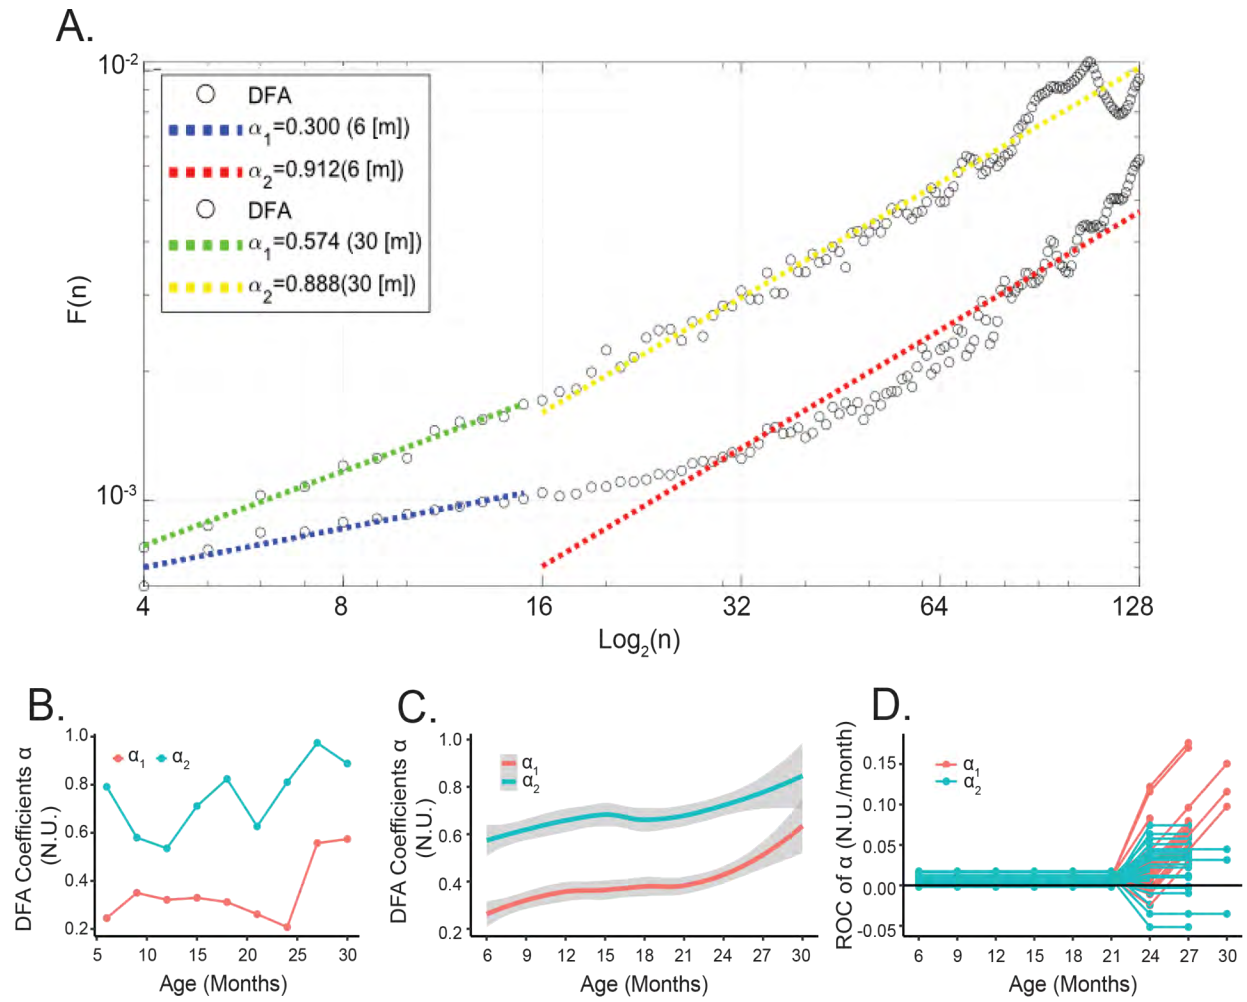 A.
10⁻²
DFA
α₁=0.300 (6 [m])
α₂=0.912(6 [m])
DFA
α₁=0.574 (30 [m])
α₂=0.888(30 [m])
F(n)
10⁻³
4 8 16 32 64 128
Log₂(n)
B.
DFA Coefficients α
(N.U.)
1.0
0.8
0.6
0.4
0.2
α₁ α₂
5 10 15 20 25 30
Age (Months)
C.
DFA Coefficients α
(N.U.)
1.0
0.8
0.6
0.4
0.2
α₁
α₂
6 9 12 15 18 21 24 27 30
Age (Months)
D.
ROC of α (N.U./month)
0.15
0.10
0.05
0.00
-0.05
α₁
α₂
6 9 12 15 18 21 24 27 30
Age (Months)